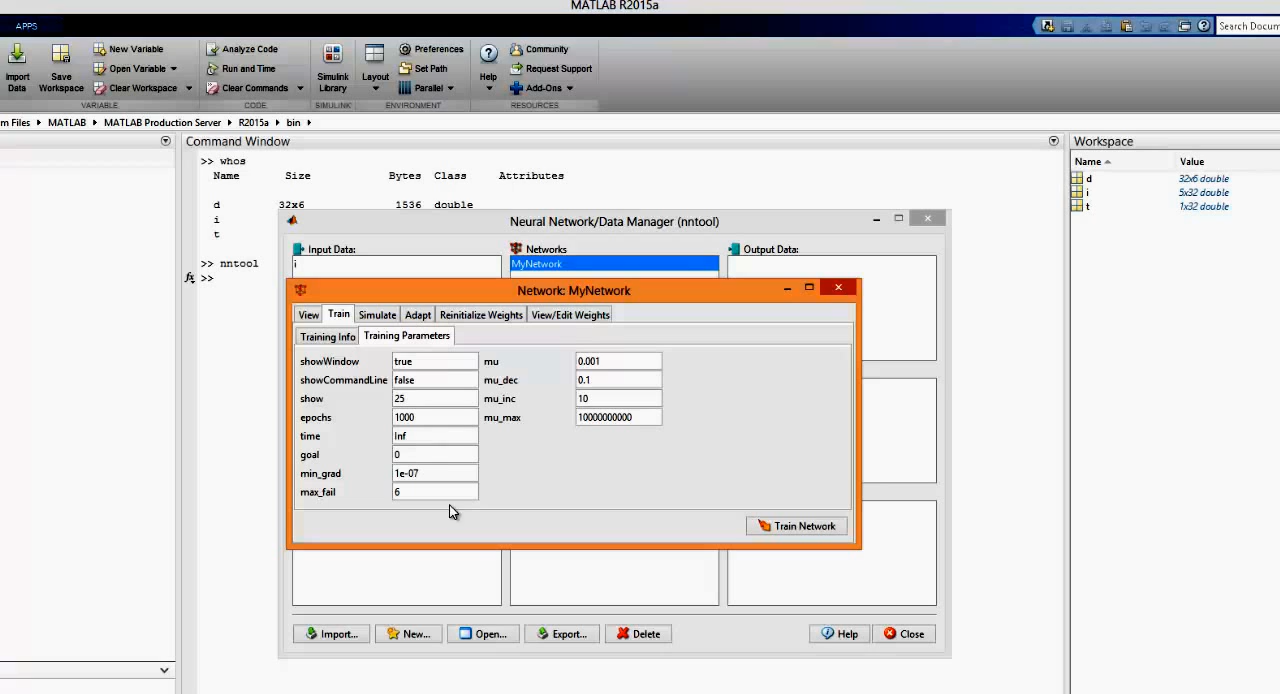 MATLAB R2015a
APPS
Search Docum
Import Data
Save Workspace
New Variable
Open Variable
Clear Workspace
VARIABLE
Analyze Code
Run and Time
Clear Commands
CODE
Simulink Library
SIMULINK
Layout
Preferences
Set Path
Parallel
ENVIRONMENT
Help
Community
Request Support
Add-Ons
RESOURCES
m Files MATLAB MATLAB Production Server R2015a bin
Command Window
>> whos
Name Size Bytes Class Attributes
d 32x6 1536 double
i
t
>> nntool
fx >>
Workspace
Name Value
d 32x6 double
i 5x32 double
t 1x32 double
Neural Network/Data Manager (nntool)
Input Data:
i
Networks
MyNetwork
Output Data:
Network: MyNetwork
View Train Simulate Adapt Reinitialize Weights View/Edit Weights
Training Info Training Parameters
showWindow true mu 0.001
showCommandLine false mu_dec 0.1
show 25 mu_inc 10
epochs 1000 mu_max 10000000000
time Inf
goal 0
min_grad 1e-07
max_fail 6
Train Network
Import... New... Open... Export... Delete Help Close